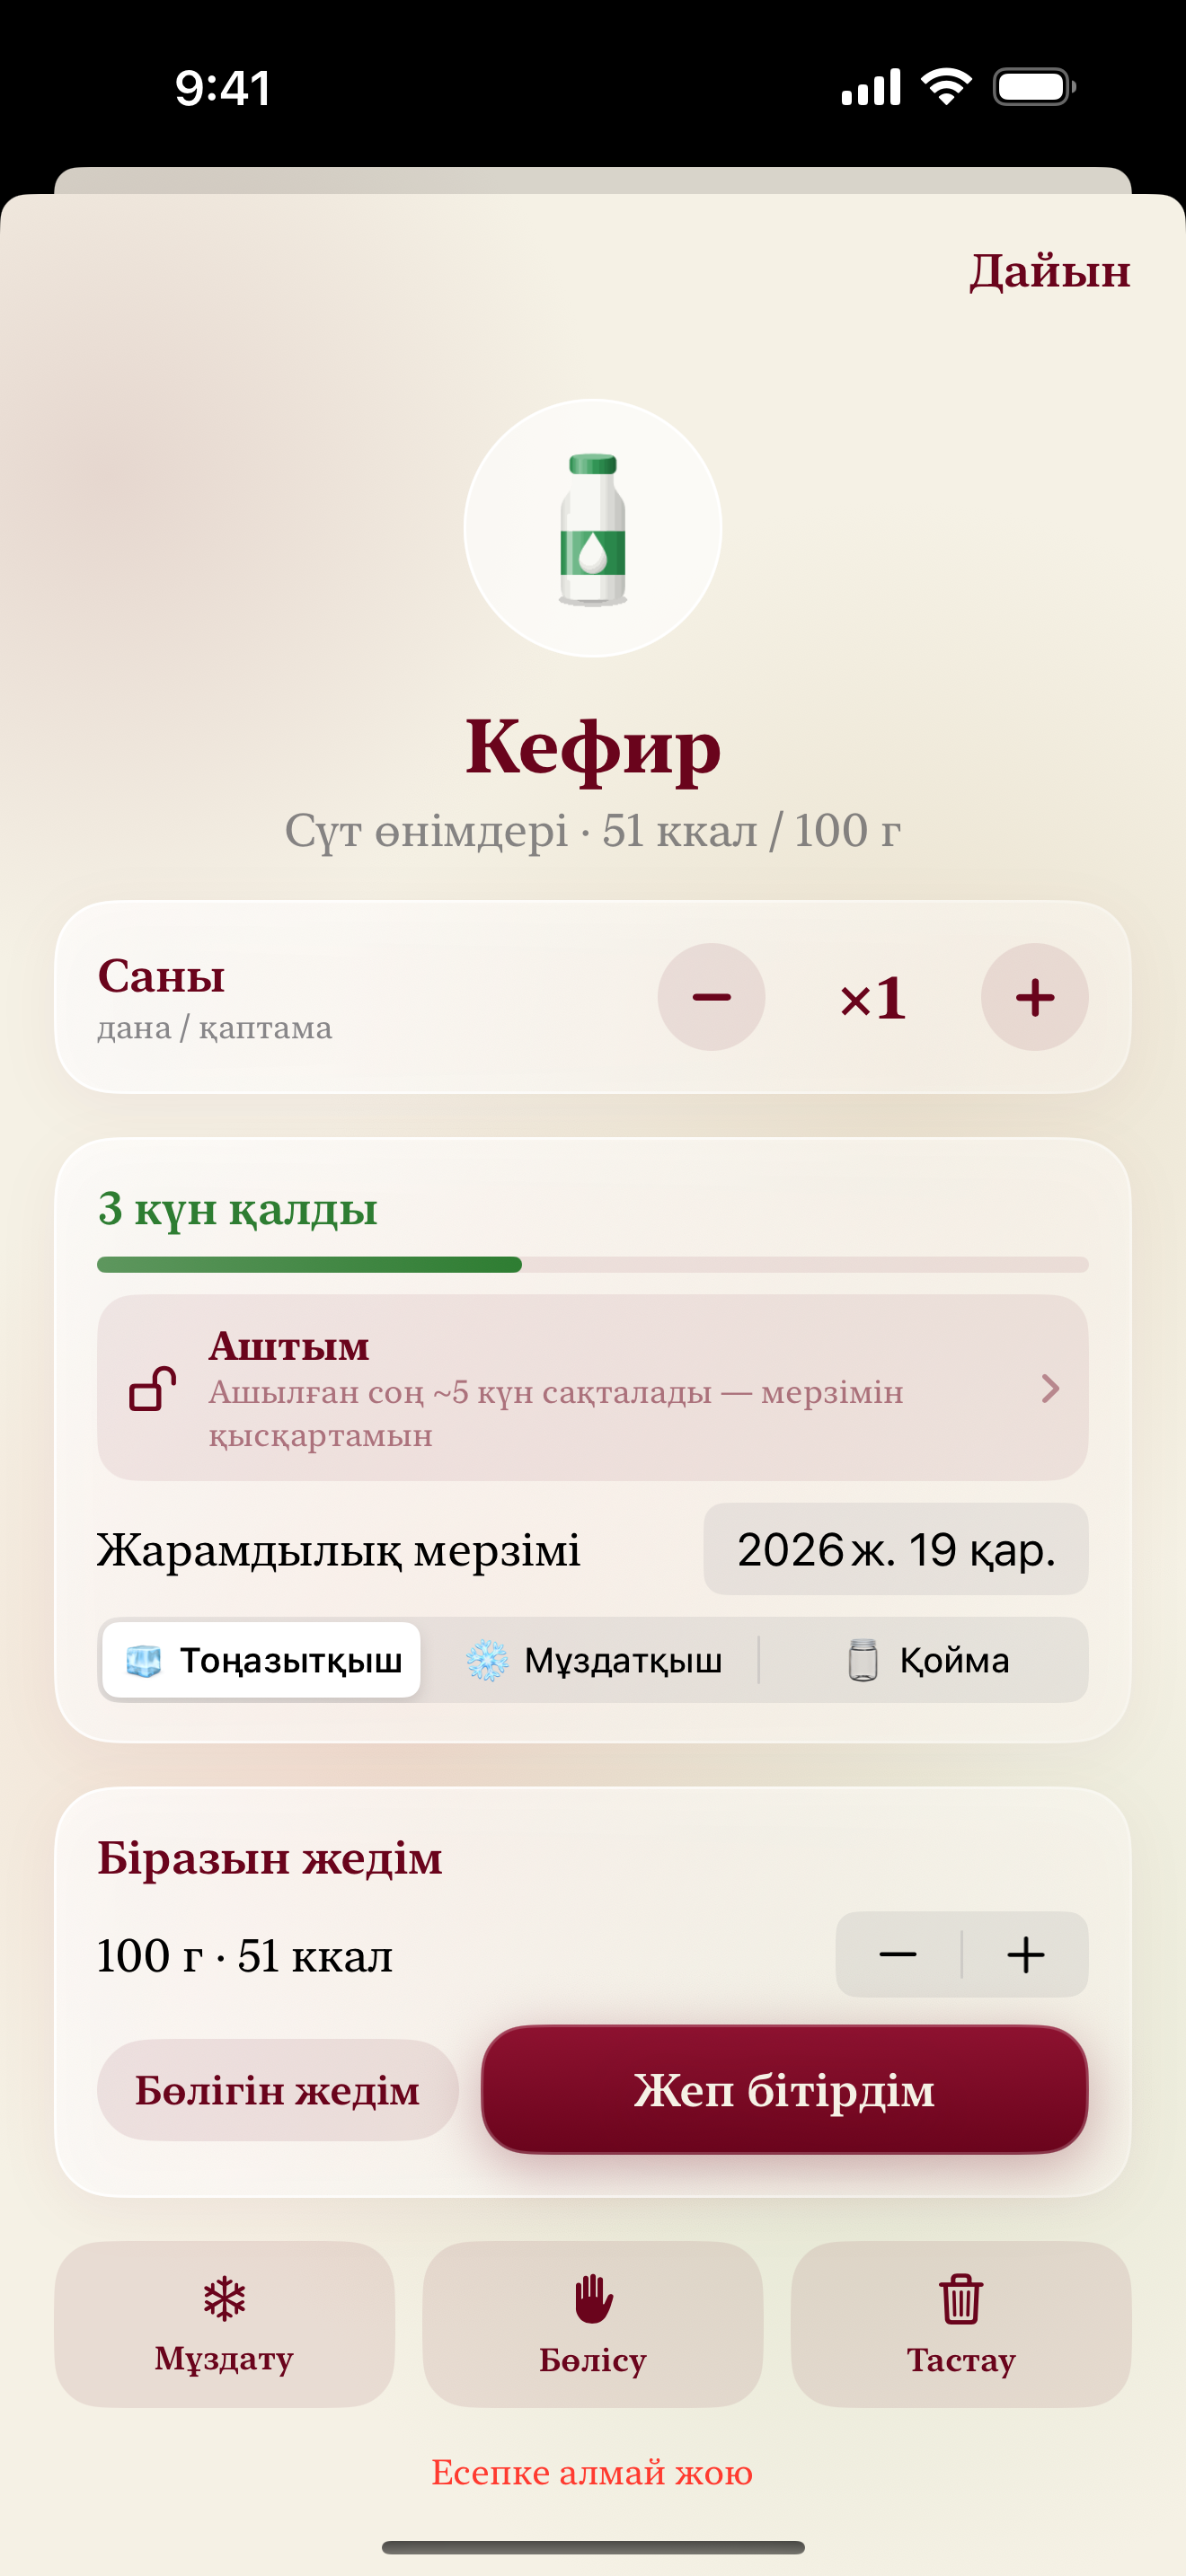 9:41
Дайын
Кефир
Сүт өнімдері · 51 ккал / 100 г
Саны
дана / қаптама
×1
3 күн қалды
Аштым
Ашылған соң ~5 күн сақталады — мерзімін
қысқартамын
Жарамдылық мерзімі
2026 ж. 19 қар.
Тоңазытқыш
Мұздатқыш
Қойма
Біразын жедім
100 г · 51 ккал
Бөлігін жедім
Жеп бітірдім
Мұздату
Бөлісу
Тастау
Есепке алмай жою